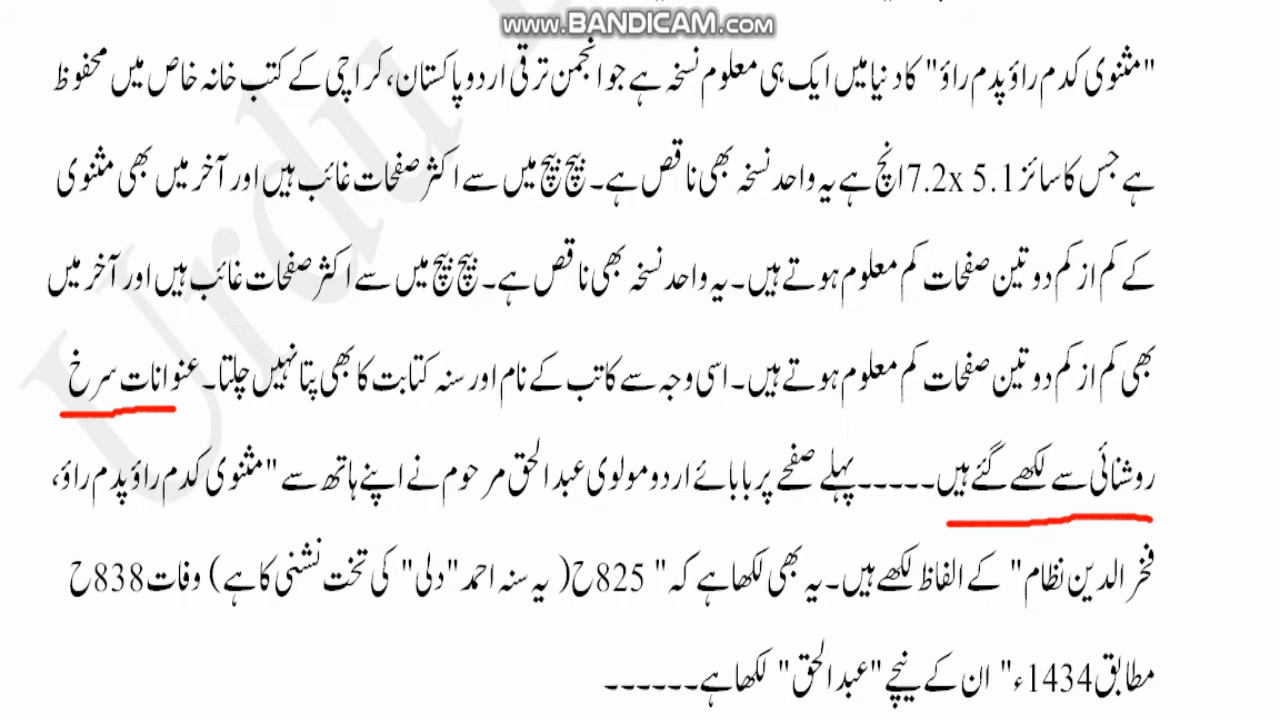 WWW.BANDICAM.COM
"مثنوی کدم راؤ پدم راؤ" کا دنیا میں ایک ہی معلوم نسخہ ہے جو انجمن ترقی اردو پاکستان، کراچی کے کتب خانہ خاص میں محفوظ
ہے جس کا سائز 5.1 x7.2 انچ ہے یہ واحد نسخہ بھی ناقص ہے۔ بیچ بیچ میں سے اکثر صفحات غائب ہیں اور آخر میں بھی مثنوی
کے کم از کم دو تین صفحات کم معلوم ہوتے ہیں۔ یہ واحد نسخہ بھی ناقص ہے۔ بیچ بیچ میں سے اکثر صفحات غائب ہیں اور آخر میں
بھی کم از کم دو تین صفحات کم معلوم ہوتے ہیں۔ اسی وجہ سے کاتب کے نام اور سنہ کتابت کا بھی پتا نہیں چلتا۔ عنوانات سرخ
روشنائی سے لکھے گئے ہیں۔۔۔۔۔ پہلے صفحے پر بابائے اردو مولوی عبد الحق مرحوم نے اپنے ہاتھ سے "مثنوی کدم راؤ پدم راؤ،
فخر الدین نظام" کے الفاظ لکھے ہیں۔ یہ بھی لکھا ہے کہ "825ح( یہ سنہ احمد "دلی" کی تخت نشنی کا ہے) وفات 838ح
مطابق 1434ء" ان کے نیچے "عبد الحق" لکھا ہے۔۔۔۔۔۔
Urdu